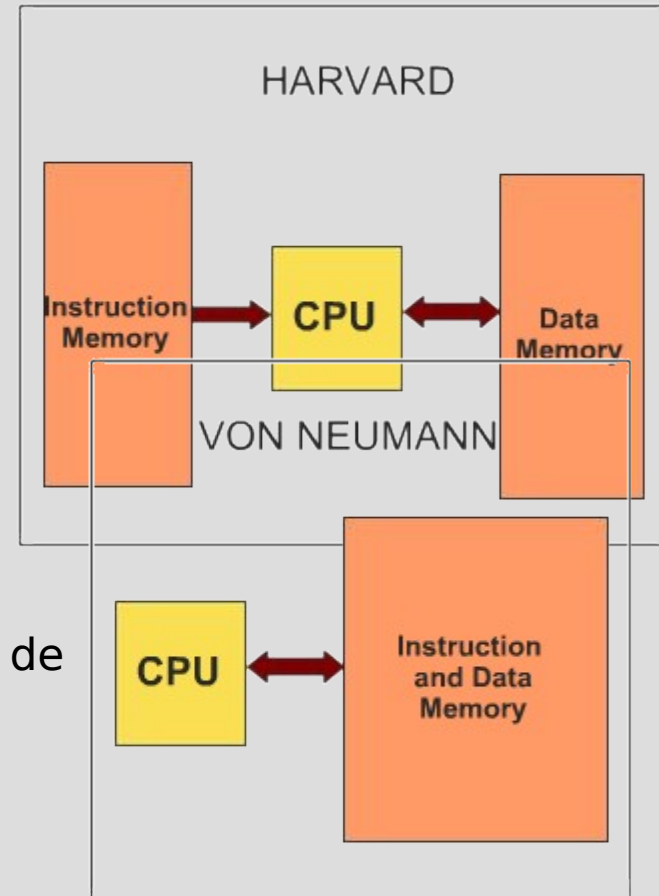 HARVARD
Instruction
Memory
CPU
Data
Memory
VON NEUMANN
de
CPU
Instruction
and Data
Memory